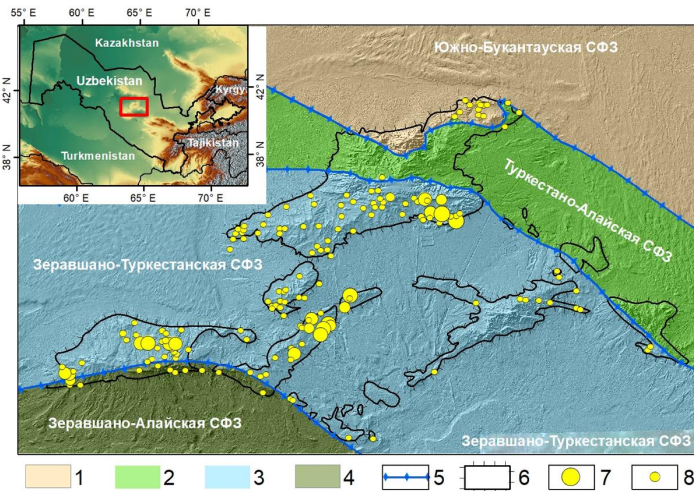 55° E
60° E
65° E
70° E
Kazakhstan
Uzbekistan
Kyrgy
Tajikistan
Turkmenistan
42° N
38° N
42° N
38° N
60° E
65° E
70° E
Южно-Букантауская СФЗ
Туркестано-Алайская СФЗ
Зеравшано-Туркестанская СФЗ
Зеравшано-Алайская СФЗ
Зеравшано-Туркестанская СФЗ
1 2 3 4 5 6 7 8